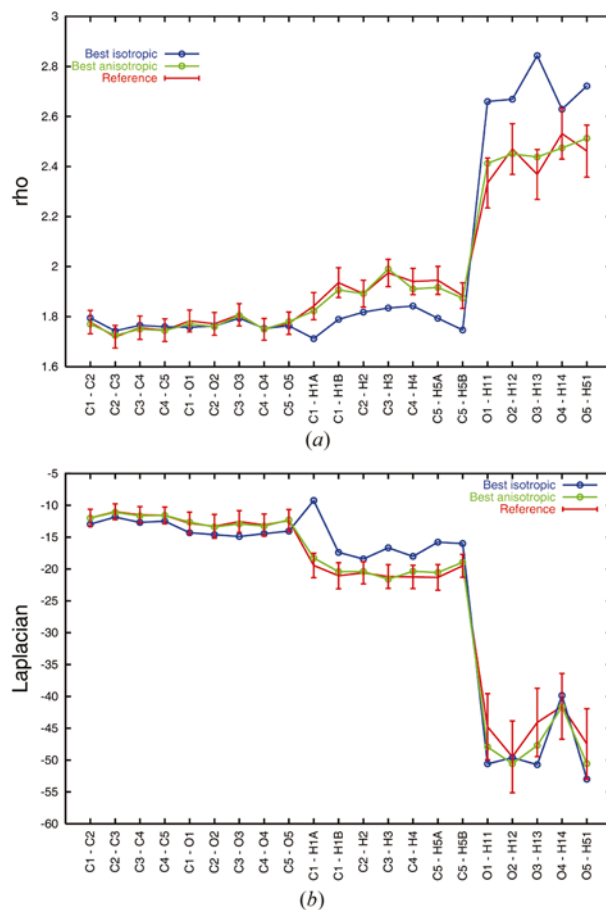 Best isotropic
Best anisotropic
Reference
3
2.8
2.6
2.4
2.2
2
1.8
1.6
rho
C1 - C2
C2 - C3
C3 - C4
C4 - C5
C1 - O1
C2 - O2
C3 - O3
C4 - O4
C5 - O5
C1 - H1A
C1 - H1B
C2 - H2
C3 - H3
C4 - H4
C5 - H5A
C5 - H5B
O1 - H11
O2 - H12
O3 - H13
O4 - H14
O5 - H51
(a)
Best isotropic
Best anisotropic
Reference
-5
-10
-15
-20
-25
-30
-35
-40
-45
-50
-55
-60
Laplacian
C1 - C2
C2 - C3
C3 - C4
C4 - C5
C1 - O1
C2 - O2
C3 - O3
C4 - O4
C5 - O5
C1 - H1A
C1 - H1B
C2 - H2
C3 - H3
C4 - H4
C5 - H5A
C5 - H5B
O1 - H11
O2 - H12
O3 - H13
O4 - H14
O5 - H51
(b)